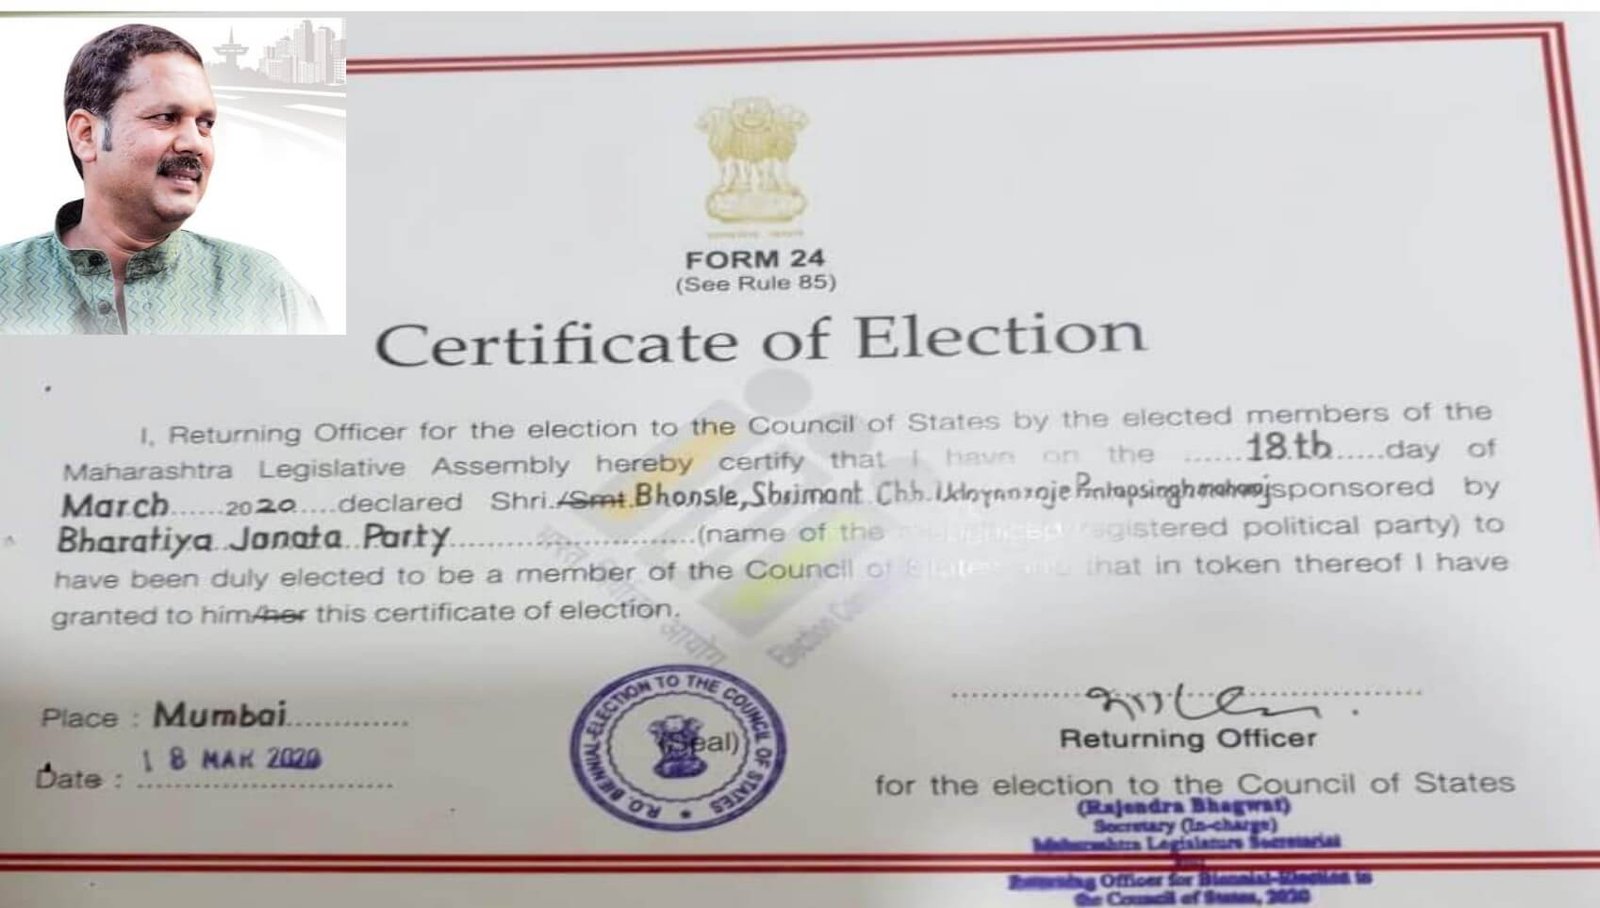 FORM 24
(See Rule 85)
Certificate of Election
I, Returning Officer for the election to the Council of States by the elected members of the
Maharashtra Legislative Assembly hereby certify that I have on the ......18.th.....day of
March......2020....declared Shri./Smt. Bhonsle, Shrimant Chh. Udayanraje Pratapsinghmaharaj sponsored by
Bharatiya Janata Party............................(name of the registered political party) to
have been duly elected to be a member of the Council of States and that in token thereof I have
granted to him/her this certificate of election.
Place : Mumbai..............
Date : 18 MAR 2020
R.O. BIENNIAL-ELECTION TO THE COUNCIL OF STATES
(Seal)
Returning Officer
for the election to the Council of States
(Rajendra Bhagwat)
Secretary (In-charge)
Maharashtra Legislature Secretariat
Returning Officer for Biennial-Election to
the Council of States, 2020
आयोग
Election